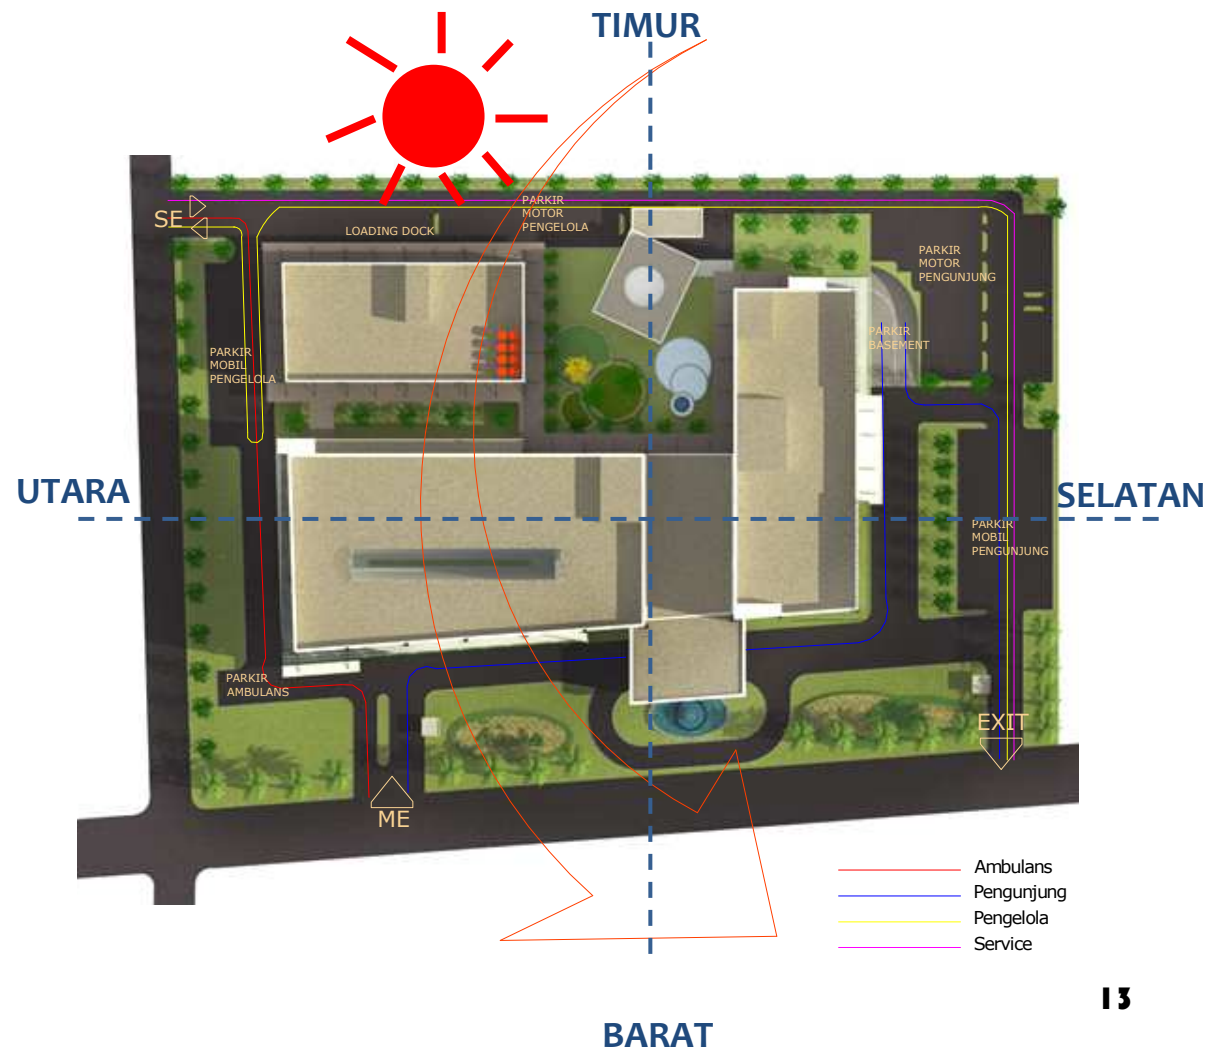 TIMUR
SE
PARKIR
MOTOR
PENGELOLA
LOADING DOCK
PARKIR
MOTOR
PENGUNJUNG
PARKIR
BASEMENT
PARKIR
MOBIL
PENGELOLA
UTARA
SELATAN
PARKIR
MOBIL
PENGUNJUNG
PARKIR
AMBULANS
EXIT
ME
Ambulans
Pengunjung
Pengelola
Service
13
BARAT